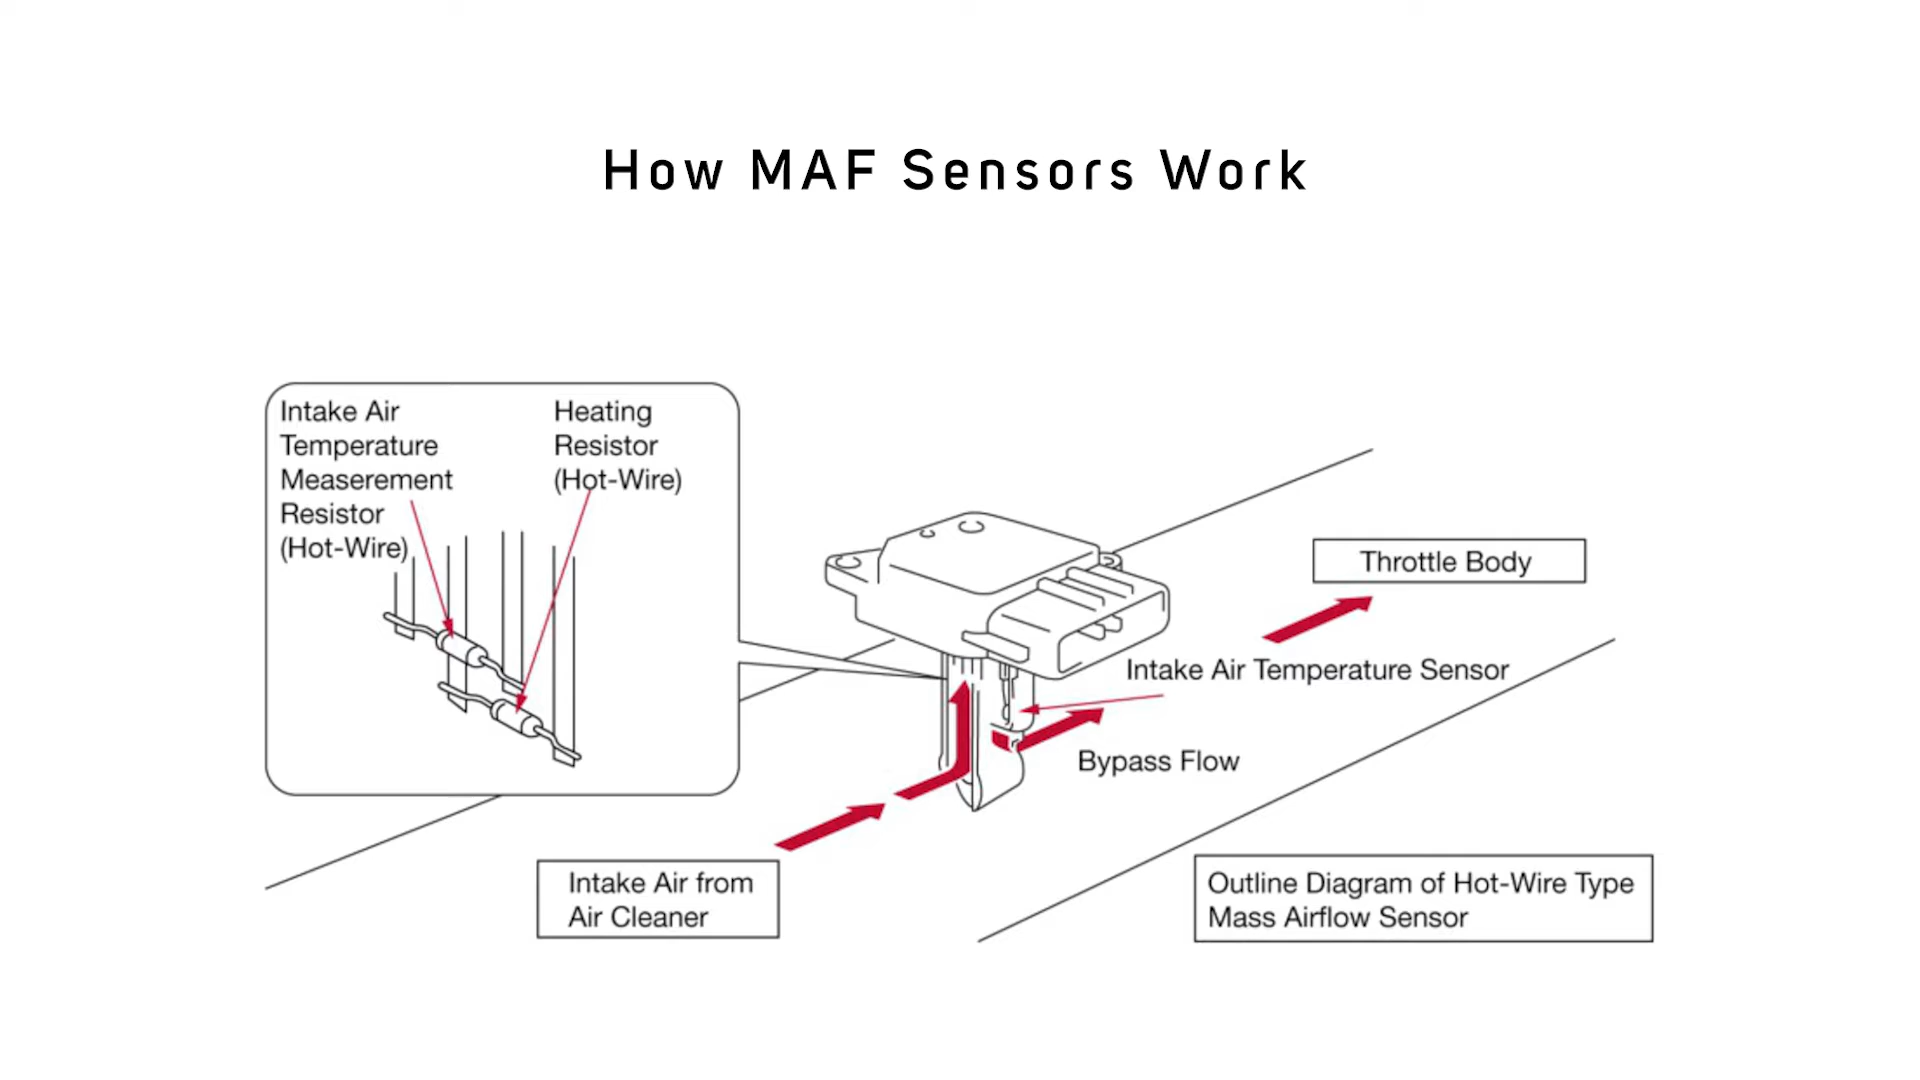 How MAF Sensors Work
Intake Air
Temperature
Measerement
Resistor
(Hot-Wire)
Heating
Resistor
(Hot-Wire)
Throttle Body
Intake Air Temperature Sensor
Bypass Flow
Intake Air from
Air Cleaner
Outline Diagram of Hot-Wire Type
Mass Airflow Sensor